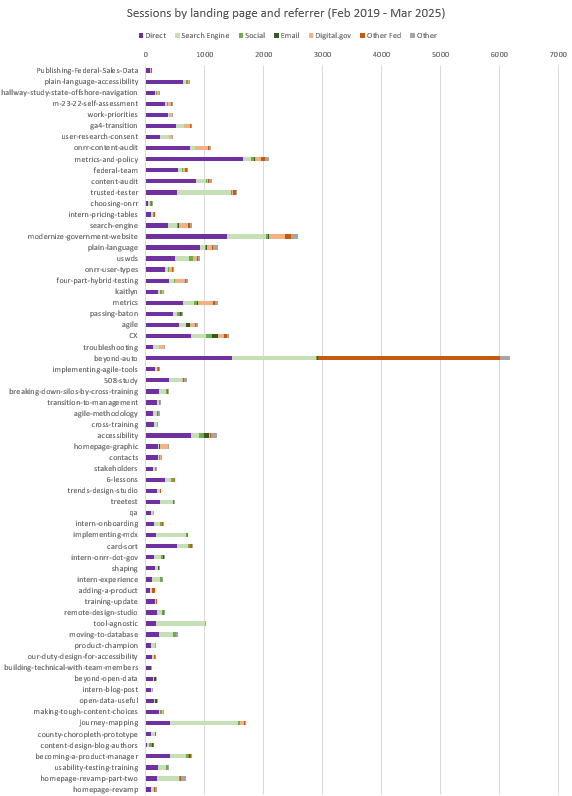 Sessions by landing page and referrer (Feb 2019 - Mar 2025)
Direct Search Engine Social Email Digital.gov Other Fed Other
0 1000 2000 3000 4000 5000 6000 7000
Publishing-Federal-Sales-Data
plain-language-accessibility
hallway-study-state-offshore-navigation
m-23-22-self-assessment
work-priorities
ga4-transition
user-research-consent
onrr-content-audit
metrics-and-policy
federal-team
content-audit
trusted-tester
choosing-onrr
intern-pricing-tables
search-engine
modernize-government-website
plain-language
uswds
onrr-user-types
four-part-hybrid-testing
kaitlyn
metrics
passing-baton
agile
CX
troubleshooting
beyond-auto
implementing-agile-tools
508-study
breaking-down-silos-by-cross-training
transition-to-management
agile-methodology
cross-training
accessibility
homepage-graphic
contacts
stakeholders
6-lessons
trends-design-studio
treetest
qa
intern-onboarding
implementing-mdx
card-sort
intern-onrr-dot-gov
shaping
intern-experience
adding-a-product
training-update
remote-design-studio
tool-agnostic
moving-to-database
product-champion
our-duty-design-for-accessibility
building-technical-with-team-members
beyond-open-data
intern-blog-post
open-data-useful
making-tough-content-choices
journey-mapping
county-choropleth-prototype
content-design-blog-authors
becoming-a-product-manager
usability-testing-training
homepage-revamp-part-two
homepage-revamp